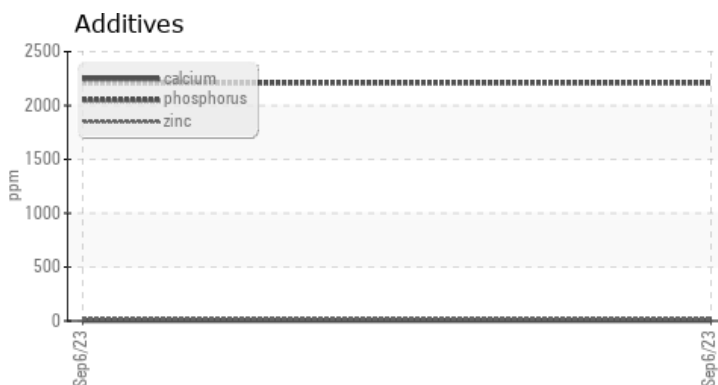 Additives
2500
calcium
phosphorus
2000
zinc
1500
ppm
1000
500
0
Sep6/23
Sep6/23